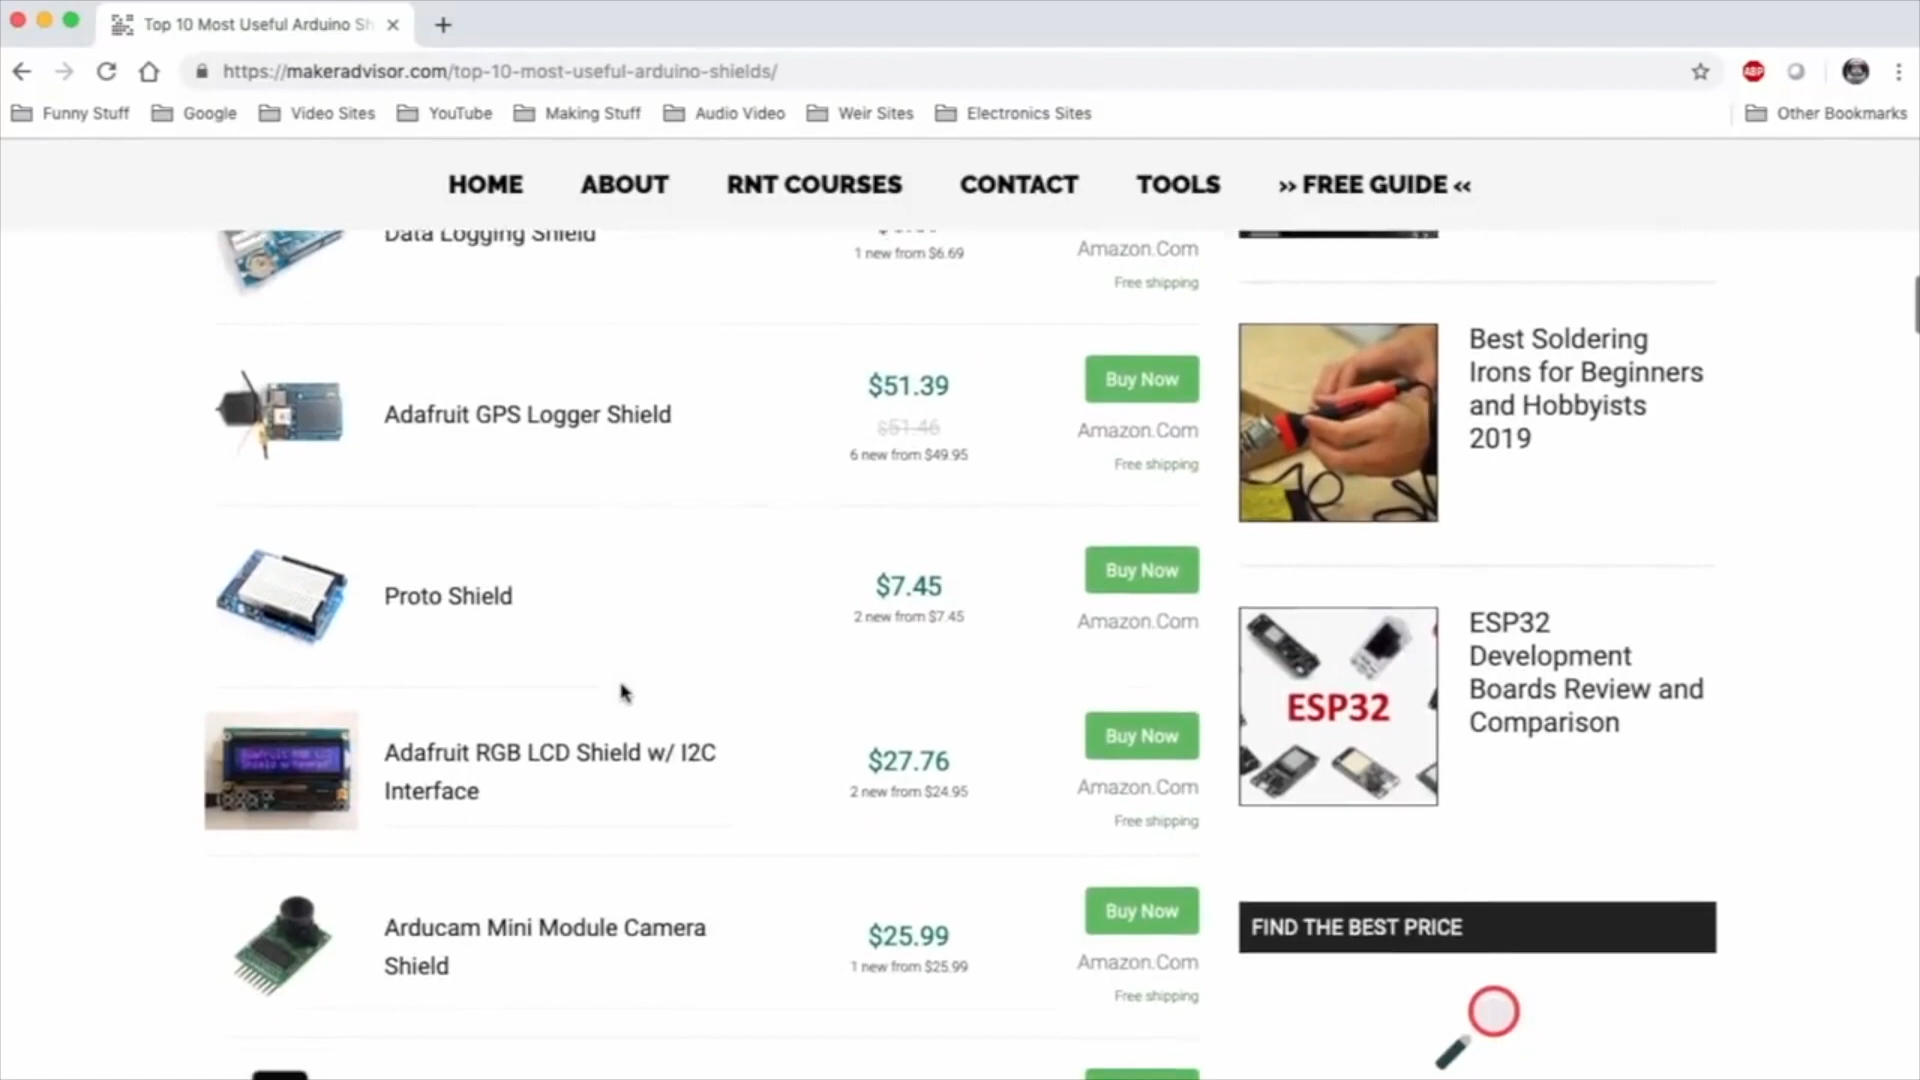 Top 10 Most Useful Arduino Sh
https://makeradvisor.com/top-10-most-useful-arduino-shields/
ABP
Funny Stuff
Google
Video Sites
YouTube
Making Stuff
Audio Video
Weir Sites
Electronics Sites
Other Bookmarks
HOME
ABOUT
RNT COURSES
CONTACT
TOOLS
» FREE GUIDE «
Data Logging Shield
1 new from $6.69
Amazon.Com
Free shipping
Adafruit GPS Logger Shield
$51.39
$51.46
6 new from $49.95
Buy Now
Amazon.Com
Free shipping
Proto Shield
$7.45
2 new from $7.45
Buy Now
Amazon.Com
Adafruit RGB LCD Shield w/ I2C
Interface
$27.76
2 new from $24.95
Buy Now
Amazon.Com
Free shipping
Arducam Mini Module Camera
Shield
$25.99
1 new from $25.99
Buy Now
Amazon.Com
Free shipping
Best Soldering
Irons for Beginners
and Hobbyists
2019
ESP32
ESP32
Development
Boards Review and
Comparison
FIND THE BEST PRICE